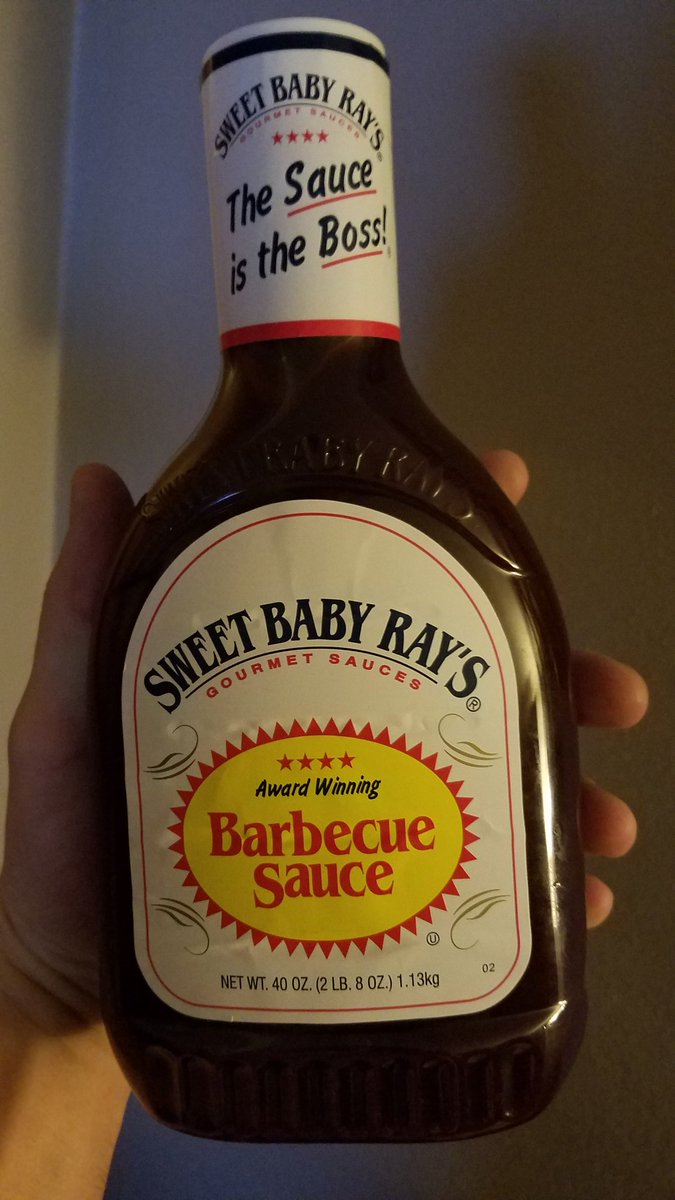 SWEET BABY RAY'S®
GOURMET SAUCES
The Sauce
is the Boss!
SWEET BABY RAY'S
SWEET BABY RAY'S®
GOURMET SAUCES
Award Winning
Barbecue
Sauce
U
NET WT. 40 OZ. (2 LB. 8 OZ.) 1.13kg
02